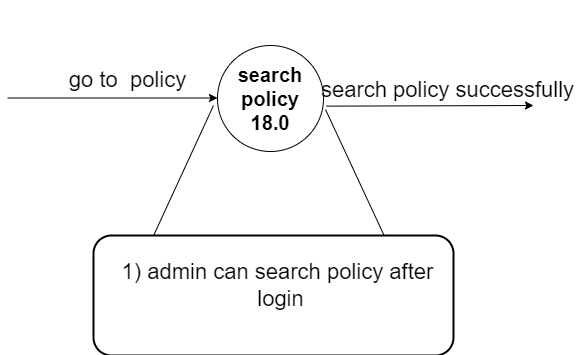 go to policy
search
policy
18.0
search policy successfully
1) admin can search policy after
login